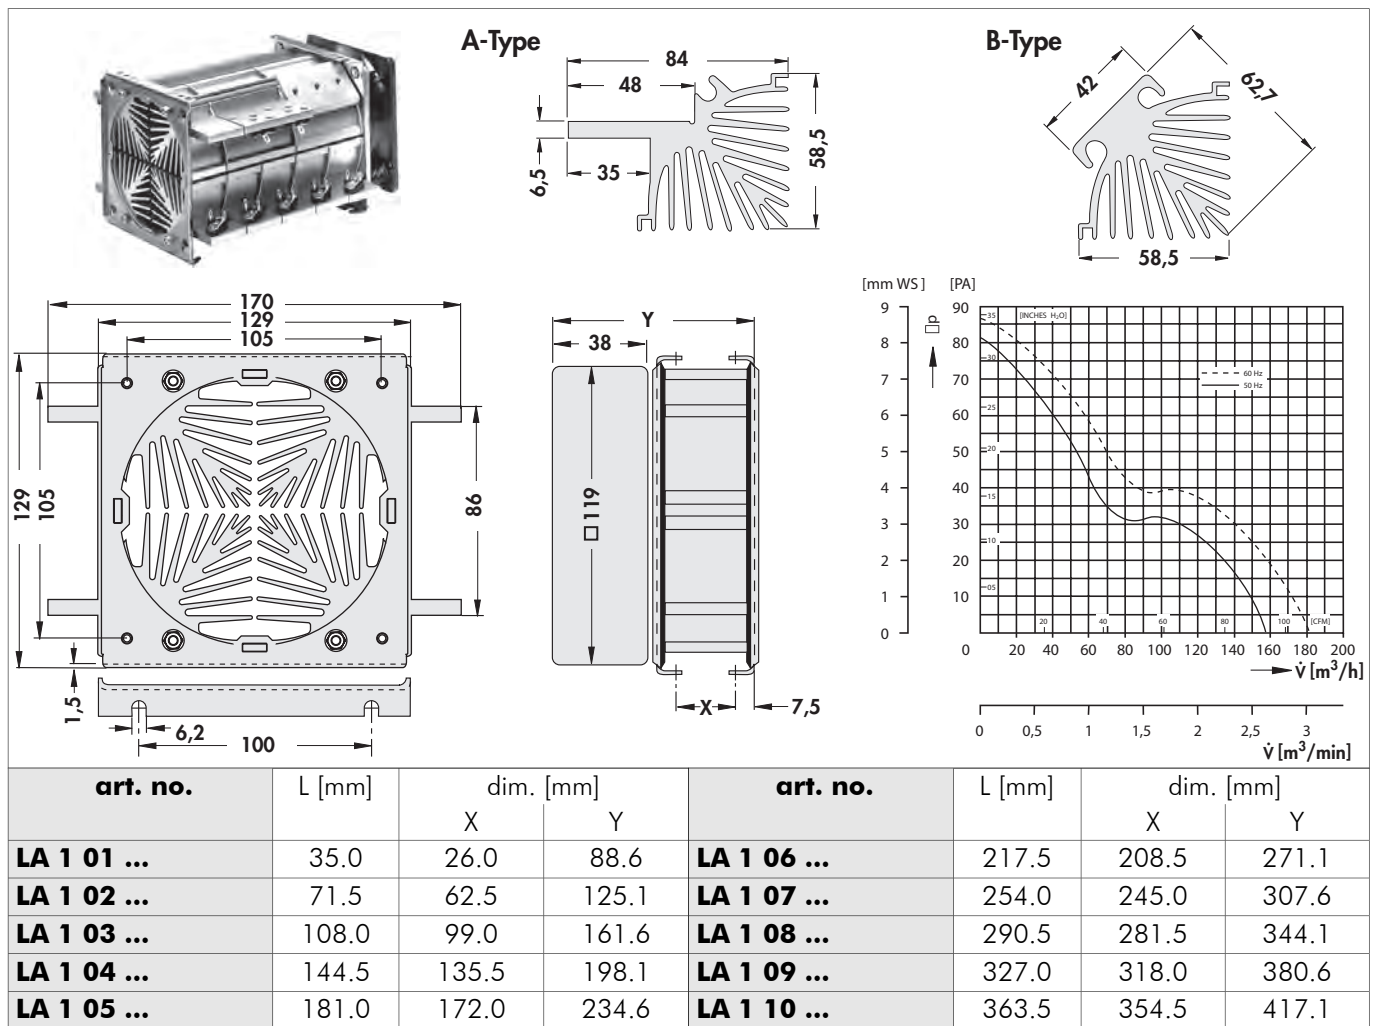 A-Type
84
48
6,5
35
58,5
B-Type
42
62,7
58,5
170
129
105
129
105
86
1,5
6,2
100
Y
38
□ 119
X
7,5
[mm WS ] [PA]
9 90
8 80
7 70
6 60
5 50
4 40
3 30
2 20
1 10
0
□p
35 [INCHES H₂O]
30
25
20
15
10
05
60 Hz
50 Hz
20 40 60 80 100 [CFM]
0 20 40 60 80 100 120 140 160 180 200
V̇ [m³/h]
0 0,5 1 1,5 2 2,5 3
V̇ [m³/min]
art. no. L [mm] dim. [mm] art. no. L [mm] dim. [mm]
X Y X Y
LA 1 01 ... 35.0 26.0 88.6 LA 1 06 ... 217.5 208.5 271.1
LA 1 02 ... 71.5 62.5 125.1 LA 1 07 ... 254.0 245.0 307.6
LA 1 03 ... 108.0 99.0 161.6 LA 1 08 ... 290.5 281.5 344.1
LA 1 04 ... 144.5 135.5 198.1 LA 1 09 ... 327.0 318.0 380.6
LA 1 05 ... 181.0 172.0 234.6 LA 1 10 ... 363.5 354.5 417.1